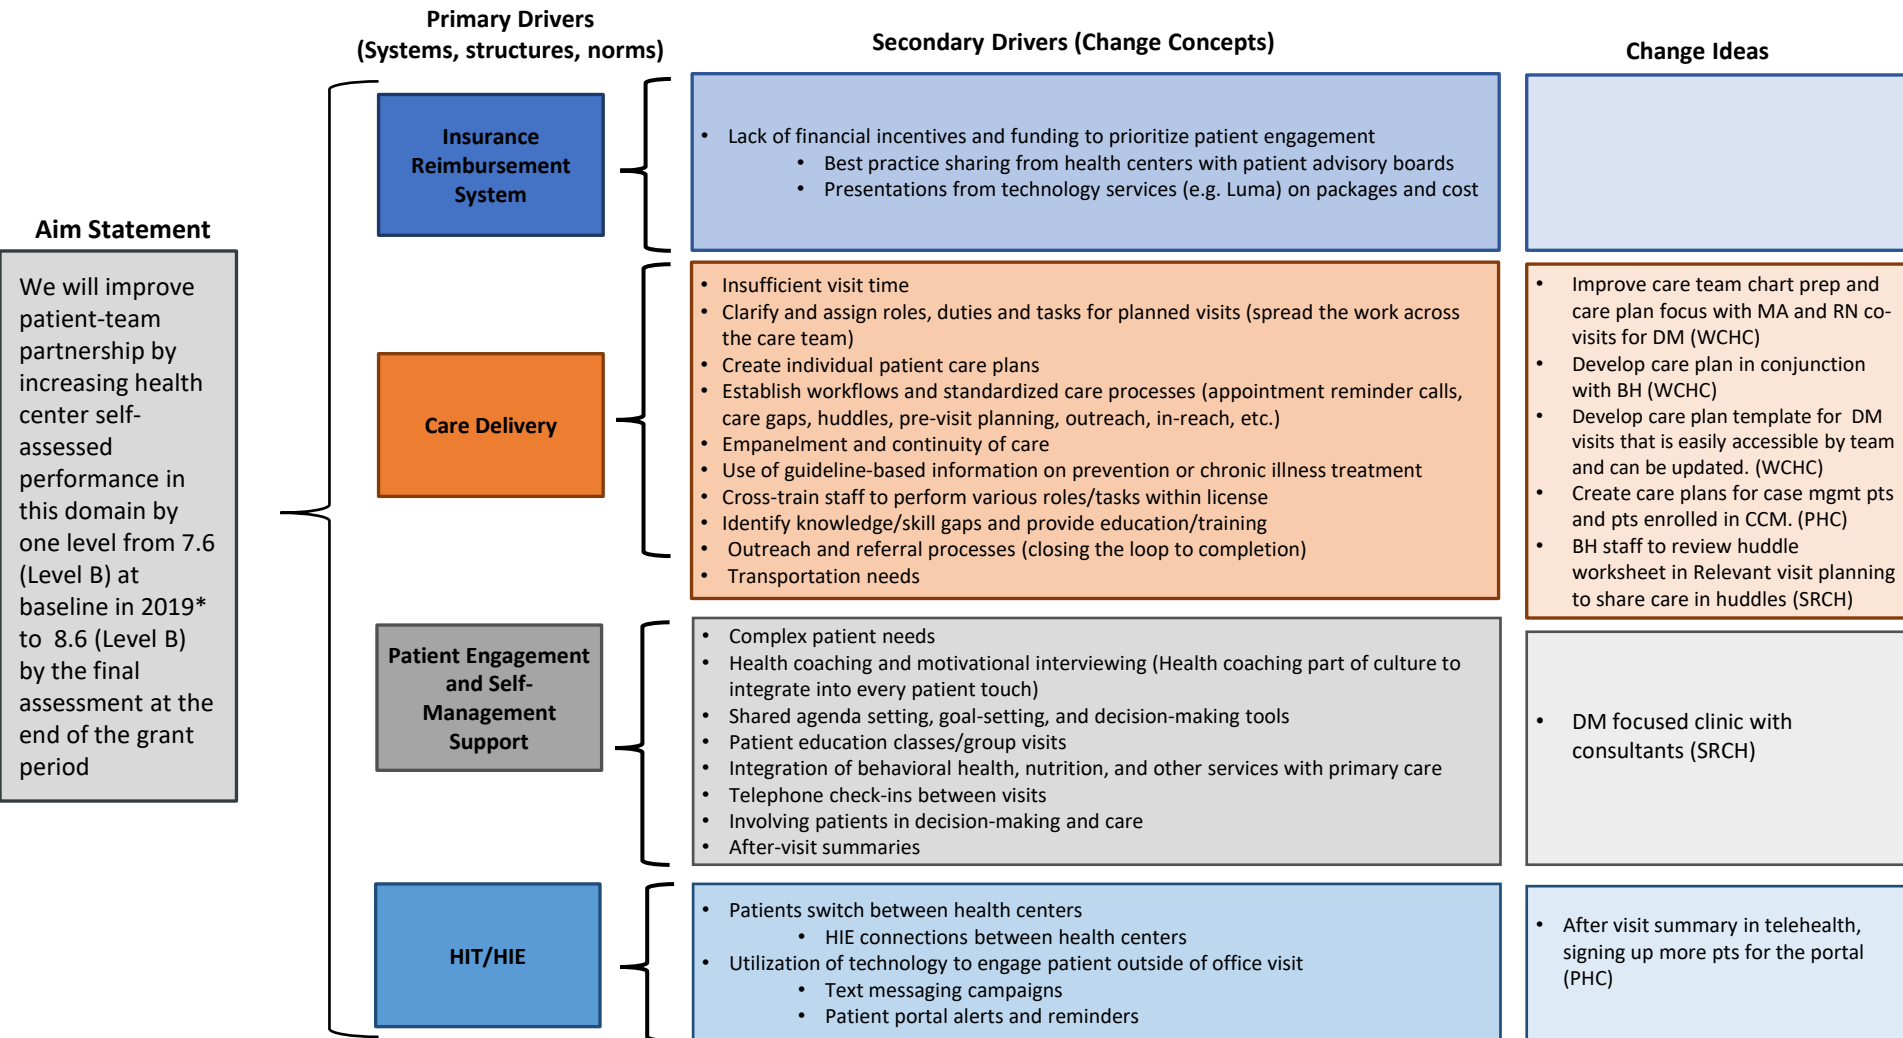 Primary Drivers
(Systems, structures, norms)
Secondary Drivers (Change Concepts)
Change Ideas
Aim Statement
We will improve
patient-team
partnership by
increasing health
center self-
assessed
performance in
this domain by
one level from 7.6
(Level B) at
baseline in 2019*
to 8.6 (Level B)
by the final
assessment at the
end of the grant
period
Insurance
Reimbursement
System
• Lack of financial incentives and funding to prioritize patient engagement
• Best practice sharing from health centers with patient advisory boards
• Presentations from technology services (e.g. Luma) on packages and cost
Care Delivery
• Insufficient visit time
• Clarify and assign roles, duties and tasks for planned visits (spread the work across
the care team)
• Create individual patient care plans
• Establish workflows and standardized care processes (appointment reminder calls,
care gaps, huddles, pre-visit planning, outreach, in-reach, etc.)
• Empanelment and continuity of care
• Use of guideline-based information on prevention or chronic illness treatment
• Cross-train staff to perform various roles/tasks within license
• Identify knowledge/skill gaps and provide education/training
• Outreach and referral processes (closing the loop to completion)
• Transportation needs
• Improve care team chart prep and
care plan focus with MA and RN co-
visits for DM (WCHC)
• Develop care plan in conjunction
with BH (WCHC)
• Develop care plan template for DM
visits that is easily accessible by team
and can be updated. (WCHC)
• Create care plans for case mgmt pts
and pts enrolled in CCM. (PHC)
• BH staff to review huddle
worksheet in Relevant visit planning
to share care in huddles (SRCH)
Patient Engagement
and Self-
Management
Support
• Complex patient needs
• Health coaching and motivational interviewing (Health coaching part of culture to
integrate into every patient touch)
• Shared agenda setting, goal-setting, and decision-making tools
• Patient education classes/group visits
• Integration of behavioral health, nutrition, and other services with primary care
• Telephone check-ins between visits
• Involving patients in decision-making and care
• After-visit summaries
• DM focused clinic with
consultants (SRCH)
HIT/HIE
• Patients switch between health centers
• HIE connections between health centers
• Utilization of technology to engage patient outside of office visit
• Text messaging campaigns
• Patient portal alerts and reminders
• After visit summary in telehealth,
signing up more pts for the portal
(PHC)